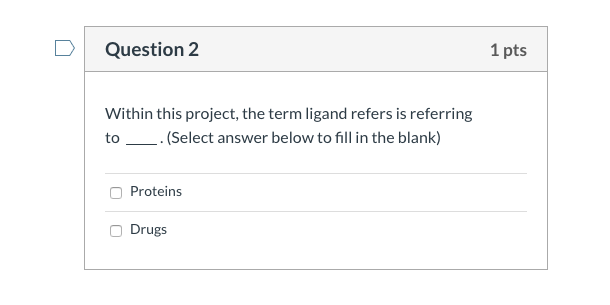 Question 2
1 pts
Within this project, the term ligand refers is referring
to ____ . (Select answer below to fill in the blank)
Proteins
Drugs